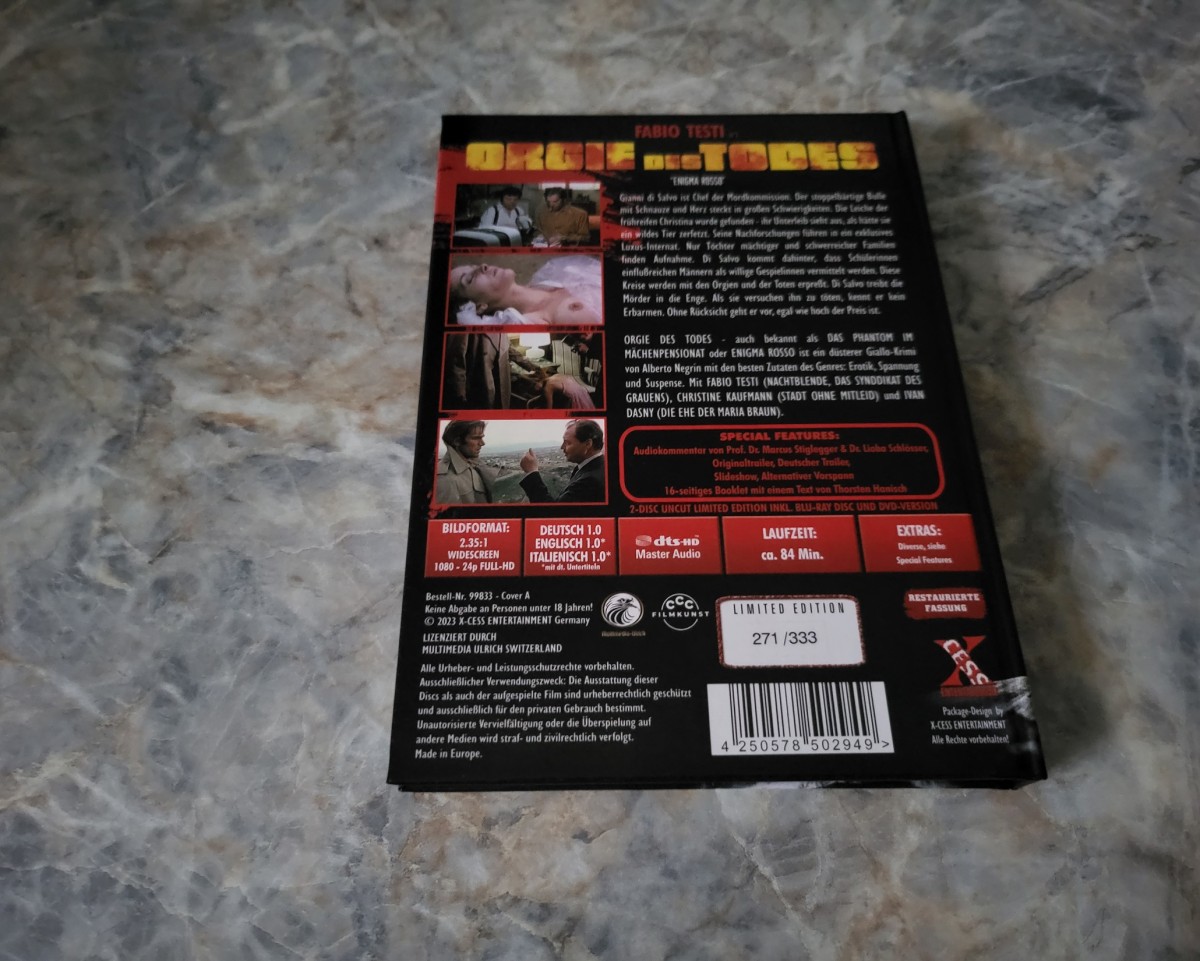 FABIO TESTI in
ORGIE DES TODES
"ENIGMA ROSSO"
Gianni di Salvo ist Chef der Mordkommission. Der stoppelbärtige Bulle
mit Schnauze und Herz steckt in großen Schwierigkeiten. Die Leiche der
frühreifen Christina wurde gefunden - ihr Unterleib sieht aus, als hätte sie
ein wildes Tier zerfetzt. Seine Nachforschungen führen in ein exklusives
Luxus-Internat. Nur Töchter mächtiger und schwerreicher Familien
finden Aufnahme. Di Salvo kommt dahinter, dass Schülerinnen
einflußreichen Männern als willige Gespielinnen vermittelt werden. Diese
Kreise werden mit den Orgien und der Toten erpreßt. Di Salvo treibt die
Mörder in die Enge. Als sie versuchen ihn zu töten, kennt er kein
Erbarmen. Ohne Rücksicht geht er vor, egal wie hoch der Preis ist.
ORGIE DES TODES - auch bekannt als DAS PHANTOM IM
MÄCHENPENSIONAT oder ENIGMA ROSSO ist ein düsterer Giallo-Krimi
von Alberto Negrin mit den besten Zutaten des Genres: Erotik, Spannung
und Suspense. Mit FABIO TESTI (NACHTBLENDE, DAS SYNDDIKAT DES
GRAUENS), CHRISTINE KAUFMANN (STADT OHNE MITLEID) und IVAN
DASNY (DIE EHE DER MARIA BRAUN).
SPECIAL FEATURES:
Audiokommentar von Prof. Dr. Marcus Stiglegger & Dr. Lioba Schlösser,
Originaltrailer, Deutscher Trailer,
Slideshow, Alternativer Vorspann
16-seitiges Booklet mit einem Text von Thorsten Hanisch
2-DISC UNCUT LIMITED EDITION INKL. BLU-RAY DISC UND DVD-VERSION
BILDFORMAT:
2.35:1
WIDESCREEN
1080 - 24p FULL-HD
DEUTSCH 1.0
ENGLISCH 1.0*
ITALIENISCH 1.0*
*mit dt. Untertiteln
dts-HD
Master Audio
LAUFZEIT:
ca. 84 Min.
EXTRAS:
Diverse, siehe
Special Features
Bestell-Nr. 99833 - Cover A
Keine Abgabe an Personen unter 18 Jahren!
© 2023 X-CESS ENTERTAINMENT Germany
LIZENZIERT DURCH
MULTIMEDIA ULRICH SWITZERLAND
CCC
FILMKUNST
LIMITED EDITION
271 /333
RESTAURIERTE
FASSUNG
X CESS
ENTERTAINMENT
Alle Urheber- und Leistungsschutzrechte vorbehalten.
Ausschließlicher Verwendungszweck: Die Ausstattung dieser
Discs als auch der aufgespielte Film sind urheberrechtlich geschützt
und ausschließlich für den privaten Gebrauch bestimmt.
Unautorisierte Vervielfältigung oder die Überspielung auf
andere Medien wird straf- und zivilrechtlich verfolgt.
Made in Europe.
4 250578 502949 >
Package-Design by
X-CESS ENTERTAINMENT
Alle Rechte vorbehalten!